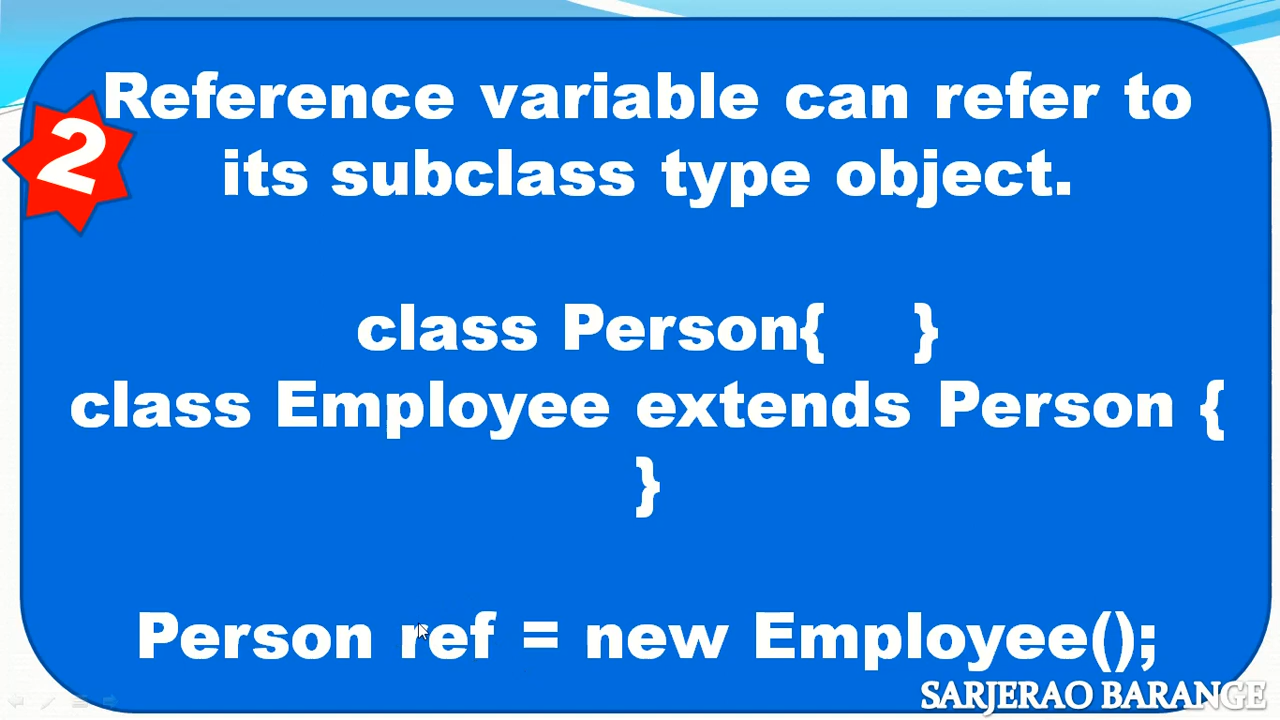 2
Reference variable can refer to
its subclass type object.
class Person{ }
class Employee extends Person {
}
Person ref = new Employee();
SARJERAO BARANGE